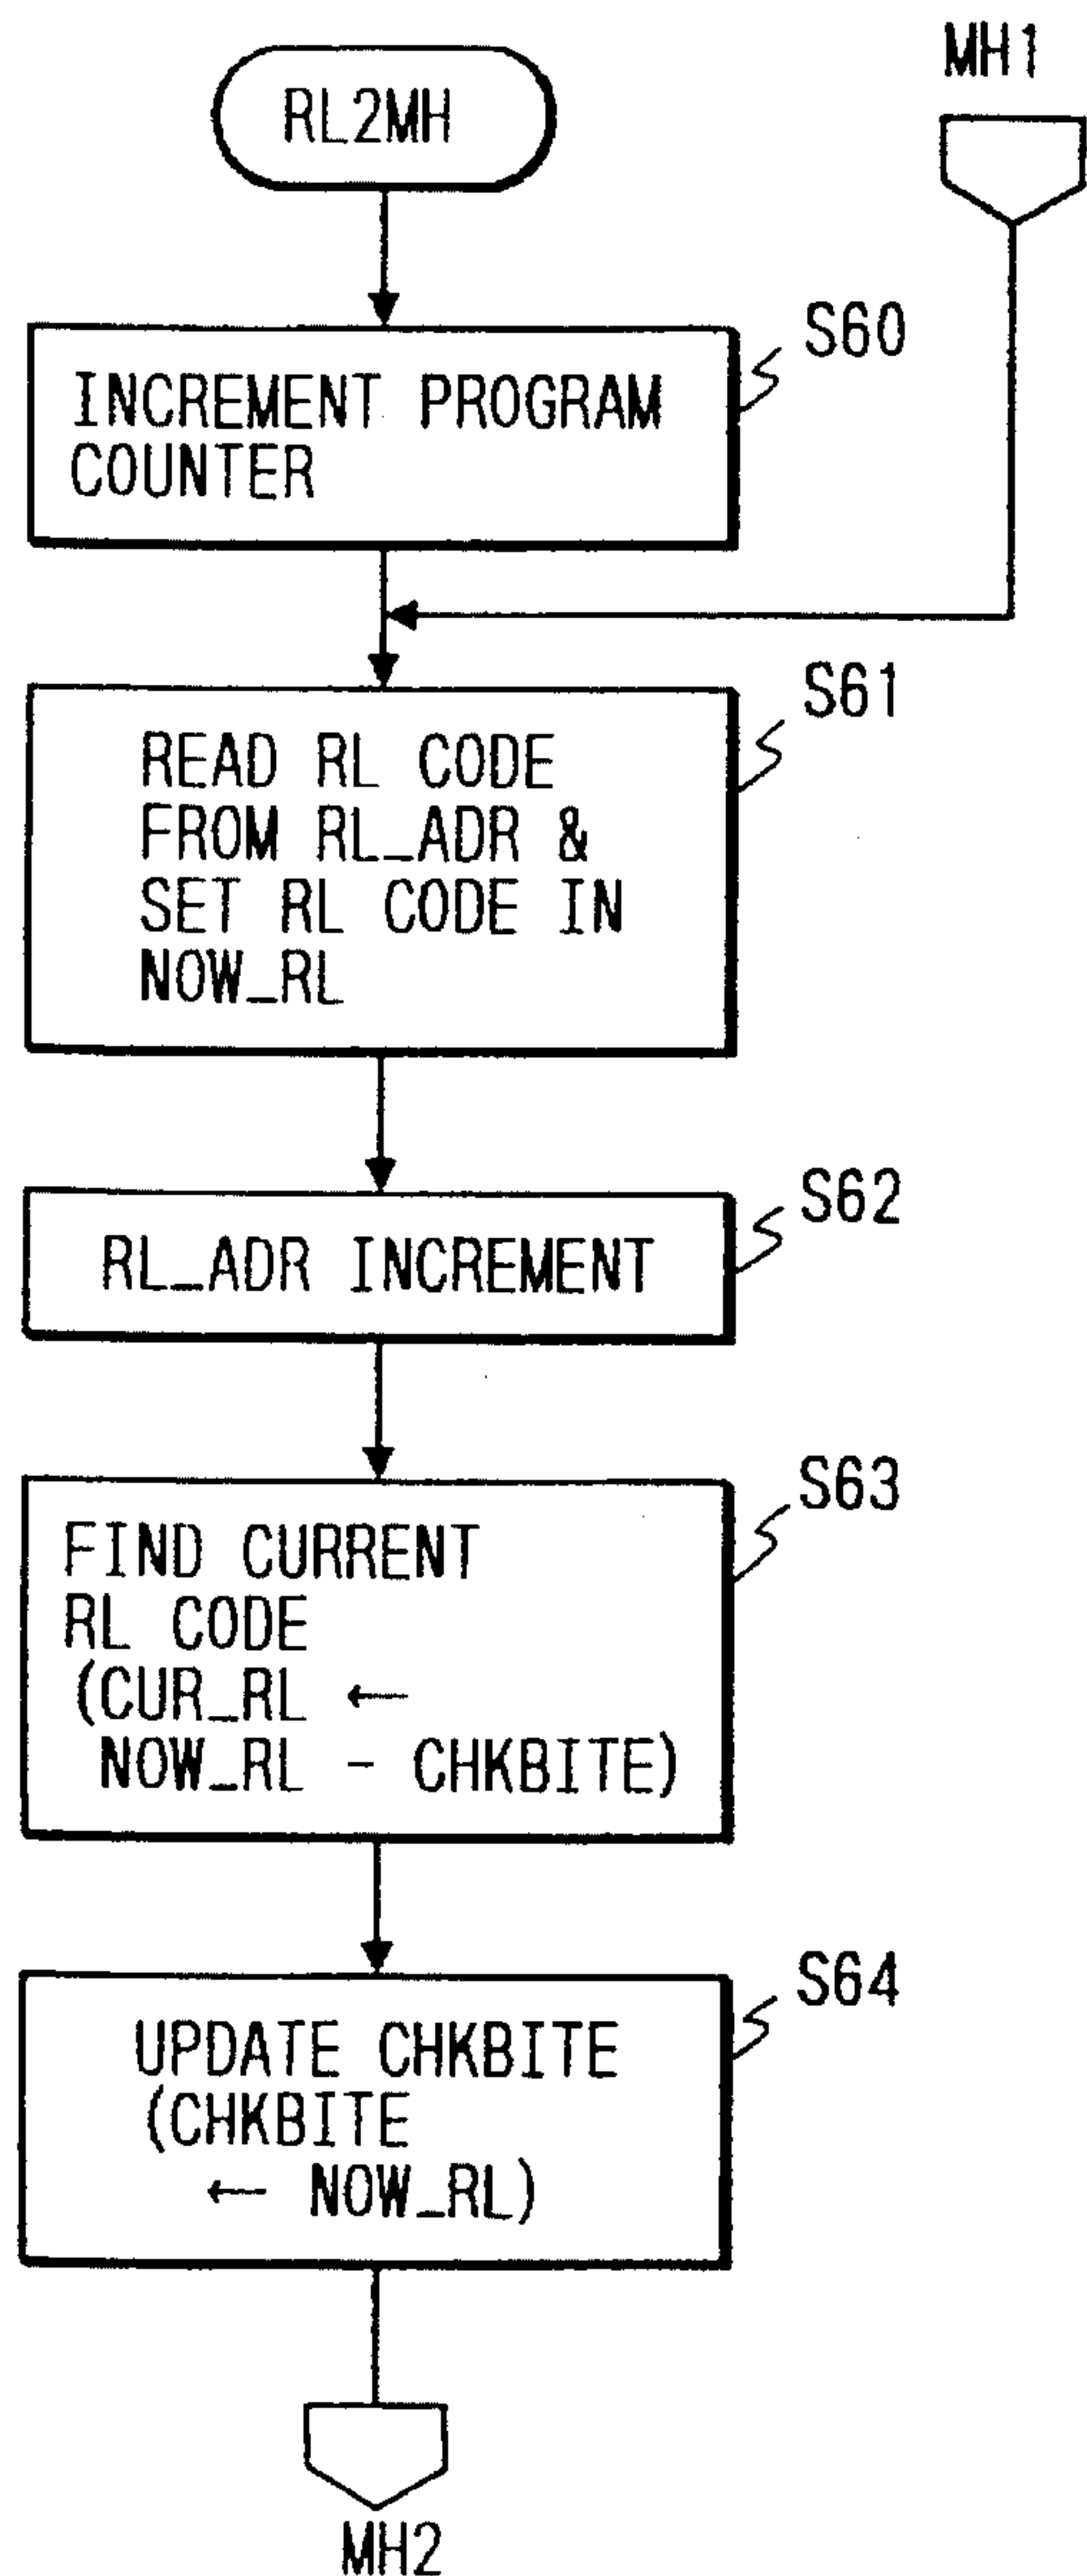 RL2MH
MH1
S60
INCREMENT PROGRAM
COUNTER
S61
READ RL CODE
FROM RL_ADR &
SET RL CODE IN
NOW_RL
S62
RL_ADR INCREMENT
S63
FIND CURRENT
RL CODE
(CUR_RL ←
NOW_RL - CHKBITE)
S64
UPDATE CHKBITE
(CHKBITE
← NOW_RL)
MH2